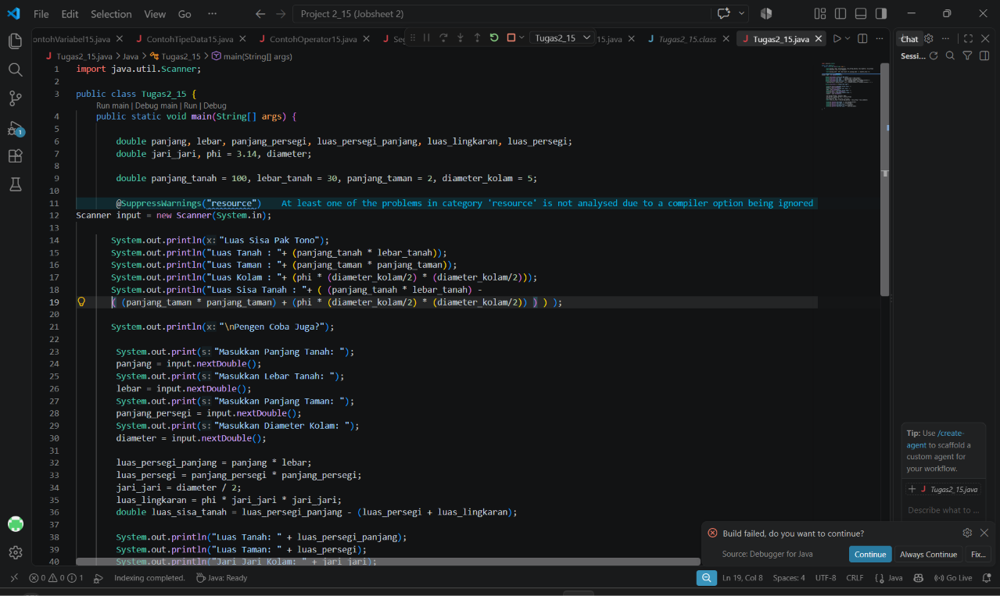 File Edit Selection View Go ··· Project 2_15 (Jobsheet 2)
ontohVariabel15.java ContohTipeData15.java ContohOperator15.java Tugas2_15 15.java Tugas2_15.class Tugas2_15.java Chat
Tugas2_15.java > Java > Tugas2_15 > main(String[] args)
Sessi...
1 import java.util.Scanner;
2
3 public class Tugas2_15 {
Run main | Debug main | Run | Debug
4 public static void main(String[] args) {
5
6 double panjang, lebar, panjang_persegi, luas_persegi_panjang, luas_lingkaran, luas_persegi;
7 double jari_jari, phi = 3.14, diameter;
8
9 double panjang_tanah = 100, lebar_tanah = 30, panjang_taman = 2, diameter_kolam = 5;
10
11 @SuppressWarnings("resource") At least one of the problems in category 'resource' is not analysed due to a compiler option being ignored
12 Scanner input = new Scanner(System.in);
13
14 System.out.println(x: "Luas Sisa Pak Tono");
15 System.out.println("Luas Tanah : "+ (panjang_tanah * lebar_tanah));
16 System.out.println("Luas Taman : "+ (panjang_taman * panjang_taman));
17 System.out.println("Luas Kolam : "+ (phi * (diameter_kolam/2) * (diameter_kolam/2)));
18 System.out.println("Luas Sisa Tanah : "+ ( (panjang_tanah * lebar_tanah) -
19 ( (panjang_taman * panjang_taman) + (phi * (diameter_kolam/2) * (diameter_kolam/2)) ) ) );
20
21 System.out.println(x: "\nPengen Coba Juga?");
22
23 System.out.print(s: "Masukkan Panjang Tanah: ");
24 panjang = input.nextDouble();
25 System.out.print(s: "Masukkan Lebar Tanah: ");
26 lebar = input.nextDouble();
27 System.out.print(s: "Masukkan Panjang Taman: ");
28 panjang_persegi = input.nextDouble();
29 System.out.print(s: "Masukkan Diameter Kolam: ");
30 diameter = input.nextDouble();
31
32 luas_persegi_panjang = panjang * lebar;
33 luas_persegi = panjang_persegi * panjang_persegi;
34 jari_jari = diameter / 2;
35 luas_lingkaran = phi * jari_jari * jari_jari;
36 double luas_sisa_tanah = luas_persegi_panjang - (luas_persegi + luas_lingkaran);
37
38 System.out.println("Luas Tanah: " + luas_persegi_panjang);
39 System.out.println("Luas Taman: " + luas_persegi);
40 System.out.println("Jari Jari Kolam: " + jari_jari);
Tip: Use /create-
agent to scaffold a
custom agent for
your workflow.
Tugas2_15.java
Describe what to ...
Build failed, do you want to continue?
Source: Debugger for Java Continue Always Continue Fix...
0 0 1 Indexing completed. Java: Ready Ln 19, Col 8 Spaces: 4 UTF-8 CRLF {} Java Go Live
1